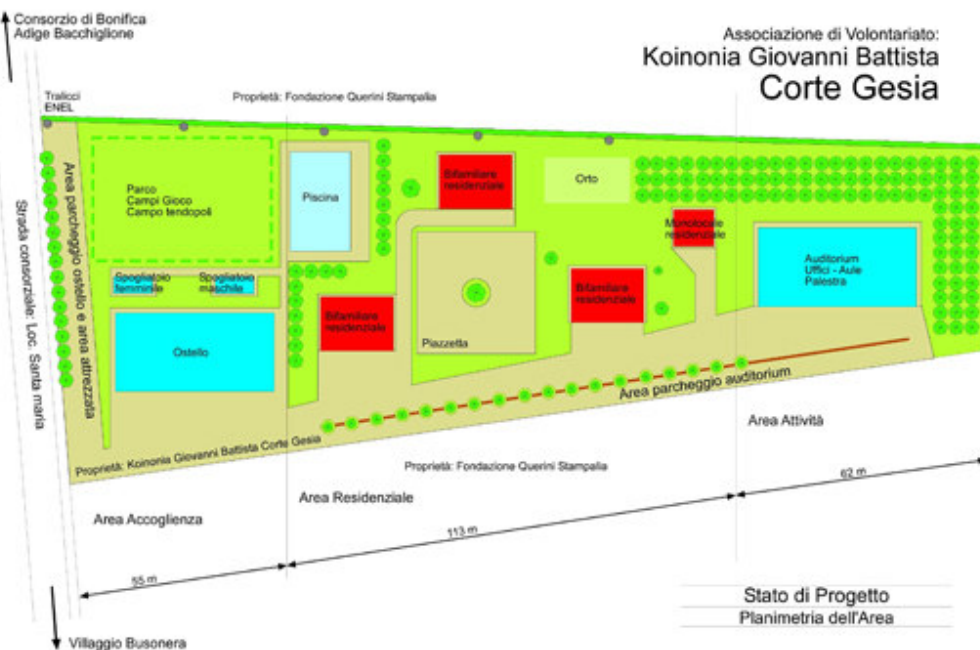 Consorzio di Bonifica
Adige Bacchiglione
Associazione di Volontariato:
Koinonia Giovanni Battista
Corte Gesia
Tralicci
ENEL
Proprietà: Fondazione Querini Stampalia
Strada consorziale: Loc. Santa maria
Area parcheggio ostello e area attrezzata
Parco
Campi Gioco
Campo tendopoli
Piscina
Bifamiliare
residenziale
Orto
Monolocale
residenziale
Auditorium
Uffici - Aule
Palestra
Spogliatoio
femminile
Spogliatoio
maschile
Bifamiliare
residenziale
Bifamiliare
residenziale
Ostello
Piazzetta
Area parcheggio auditorium
Proprietà: Koinonia Giovanni Battista Corte Gesia
Area Attività
Proprietà: Fondazione Querini Stampalia
Area Residenziale
Area Accoglienza
62 m
113 m
55 m
Stato di Progetto
Planimetria dell'Area
Villaggio Busonera